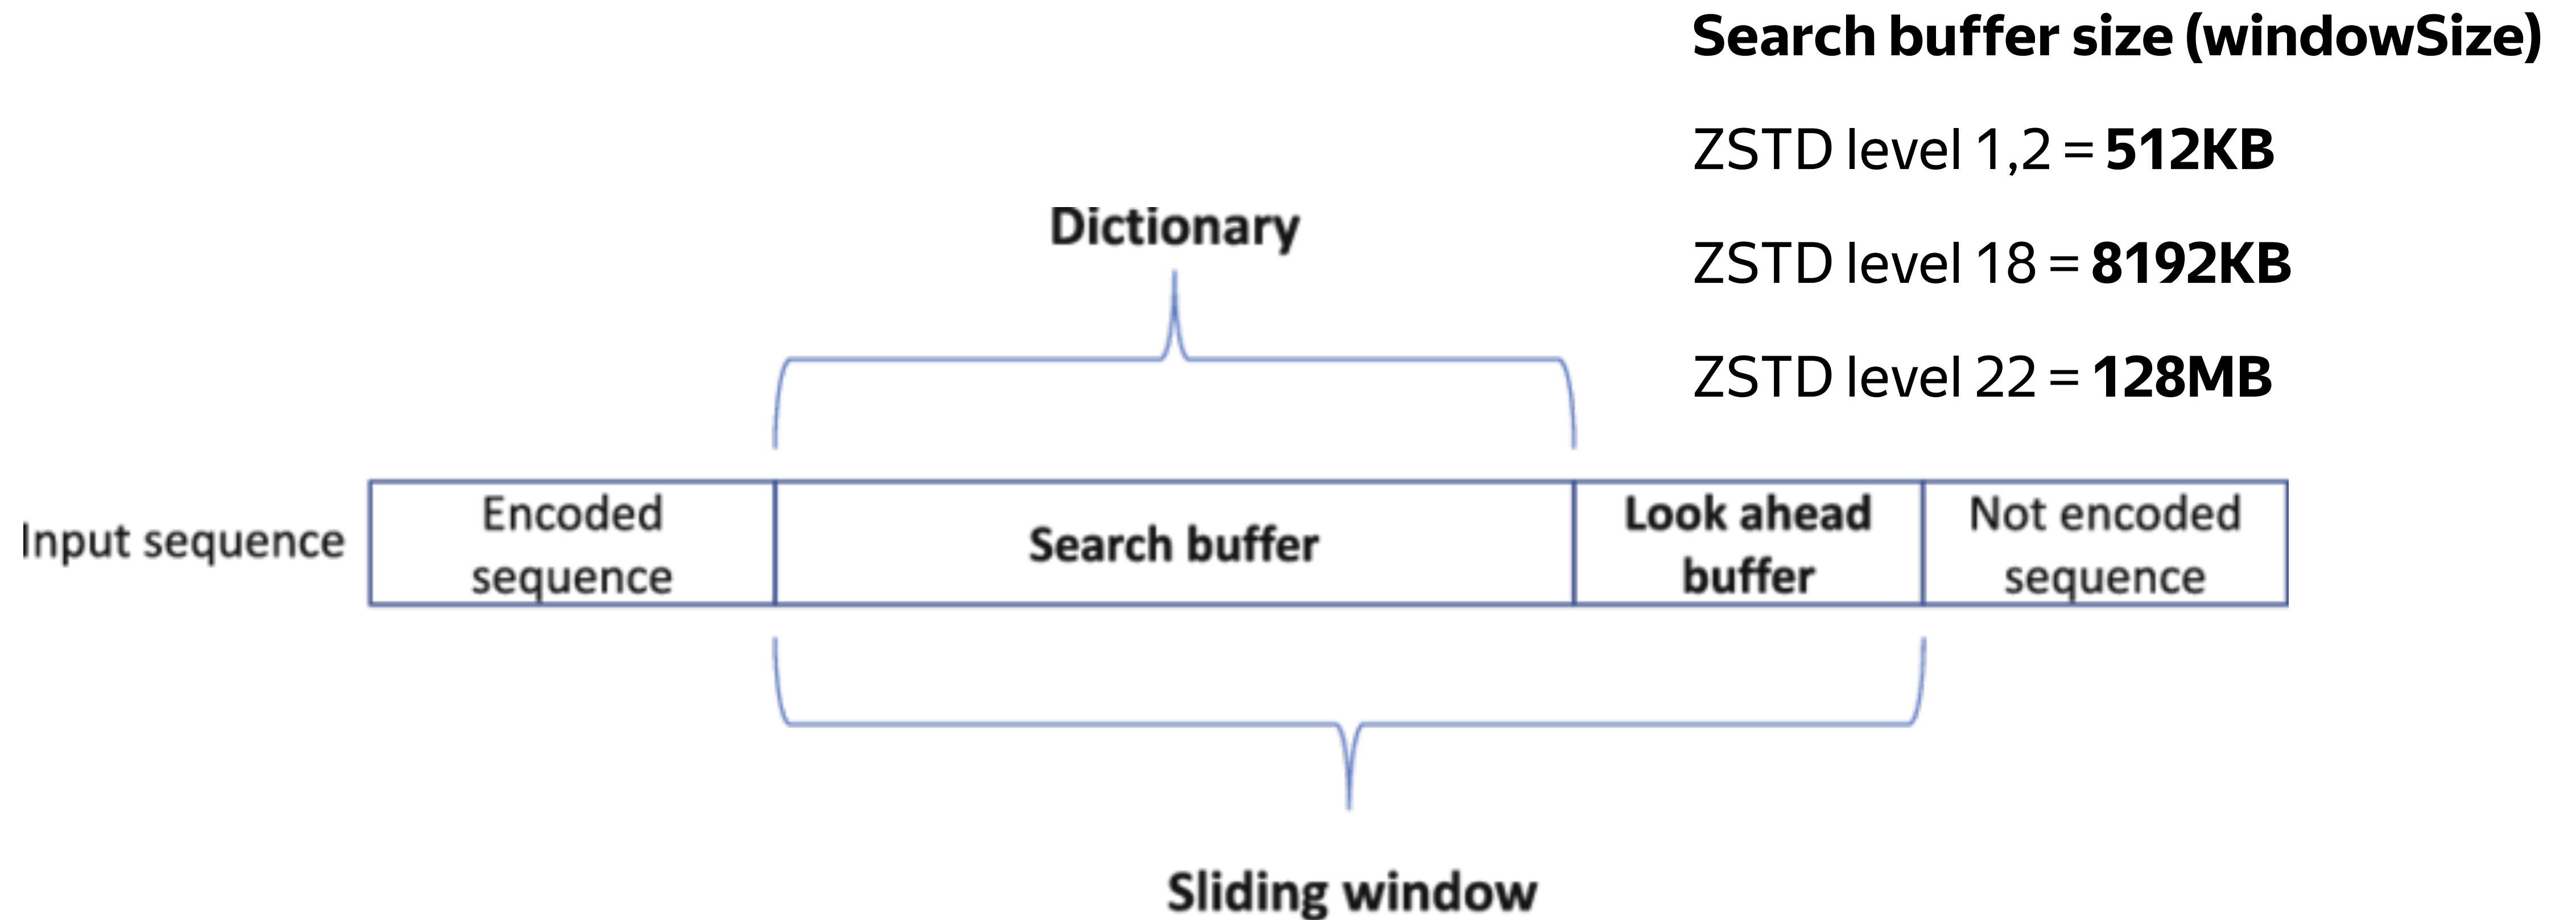 Search buffer size (windowSize)
ZSTD level 1,2 = 512KB
ZSTD level 18 = 8192KB
ZSTD level 22 = 128MB
Dictionary
Input sequence
Encoded
sequence
Search buffer
Look ahead
buffer
Not encoded
sequence
Sliding window